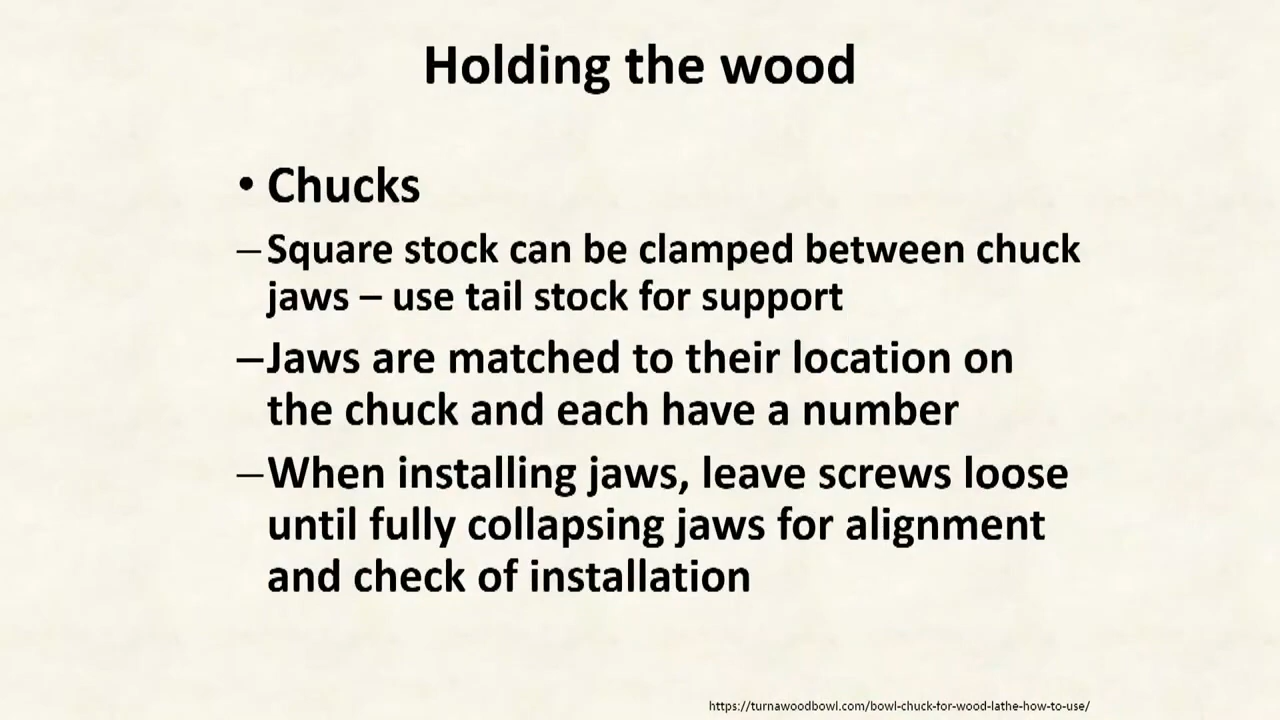 Holding the wood
• Chucks
– Square stock can be clamped between chuck
jaws – use tail stock for support
– Jaws are matched to their location on
the chuck and each have a number
– When installing jaws, leave screws loose
until fully collapsing jaws for alignment
and check of installation
https://turnawoodbowl.com/bowl-chuck-for-wood-lathe-how-to-use/